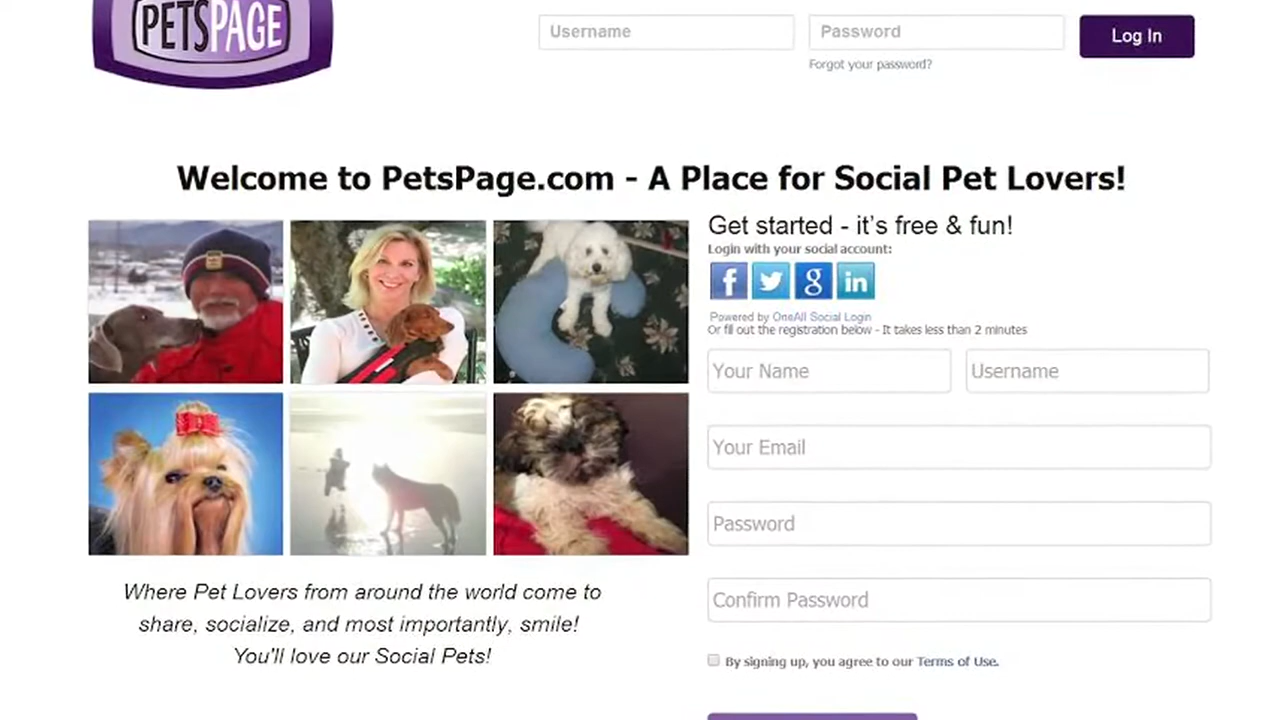 PETSPAGE
Username
Password
Log In
Forgot your password?
Welcome to PetsPage.com - A Place for Social Pet Lovers!
Get started - it's free & fun!
Login with your social account:
f
g
in
Powered by OneAll Social Login
Or fill out the registration below - It takes less than 2 minutes
Your Name
Username
Your Email
Password
Confirm Password
Where Pet Lovers from around the world come to
share, socialize, and most importantly, smile!
You'll love our Social Pets!
By signing up, you agree to our Terms of Use.